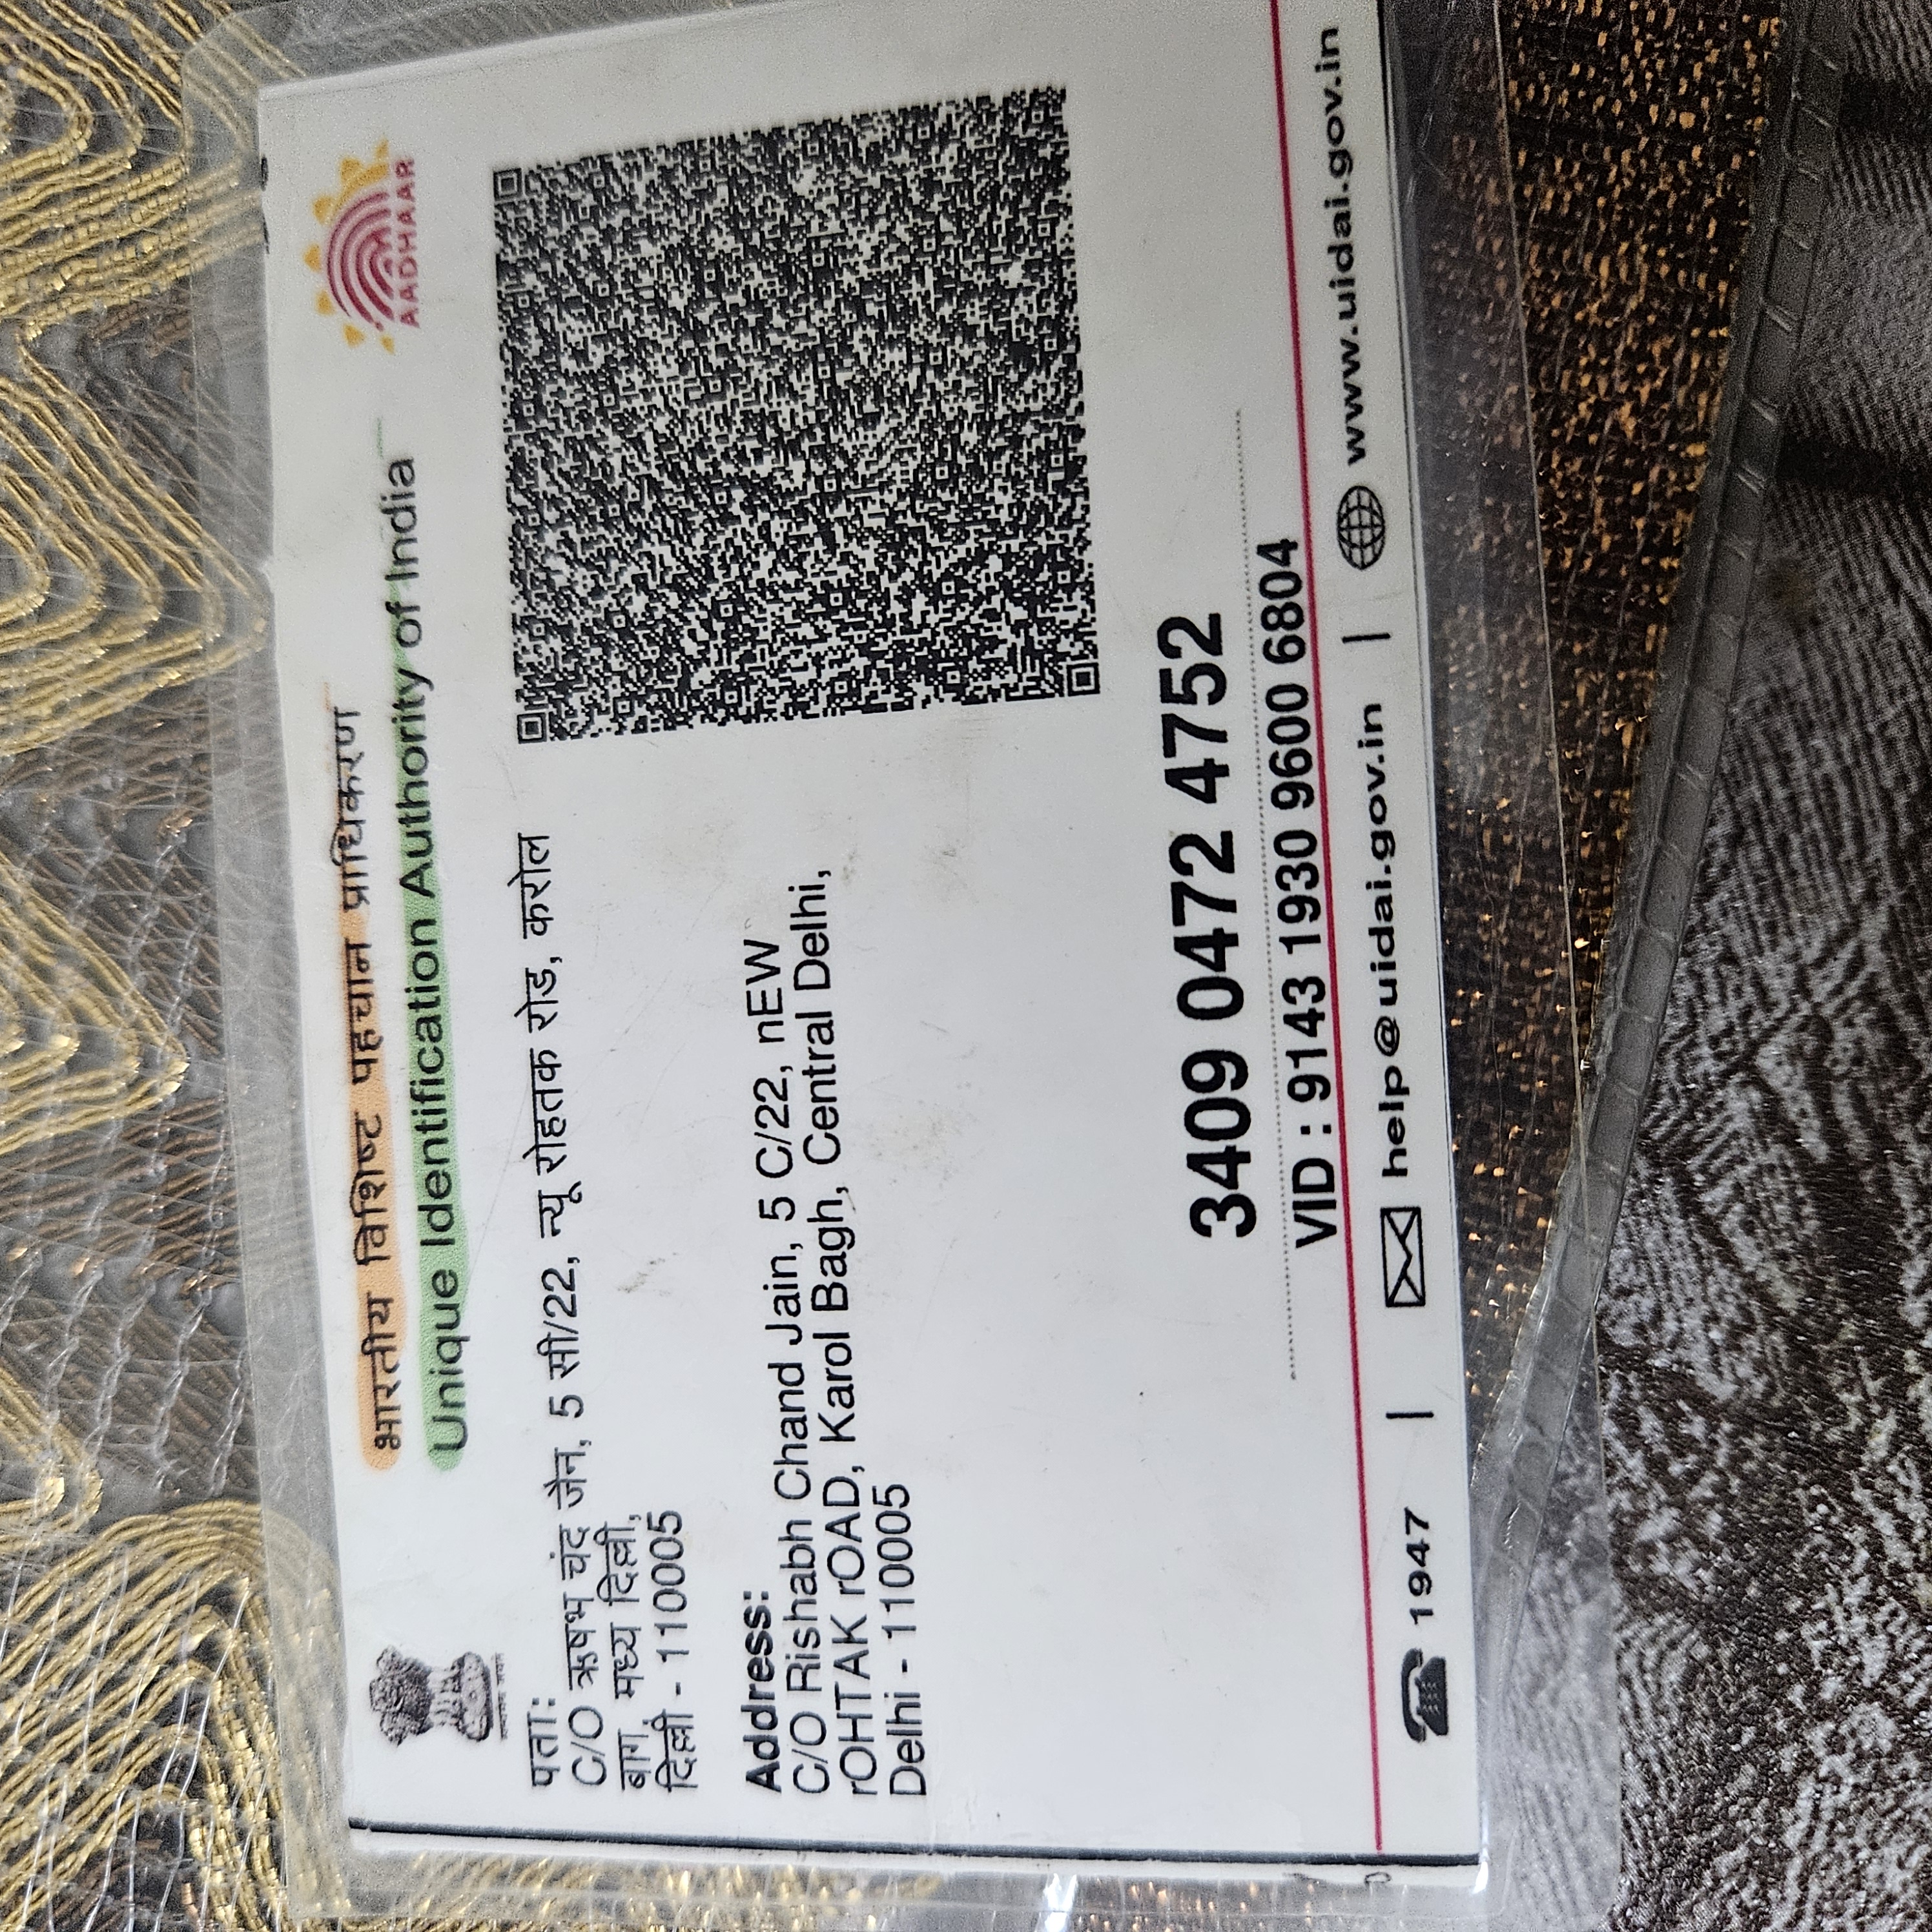 भारतीय विशिष्ट पहचान प्राधिकरण
Unique Identification Authority of India
AADHAAR
पता:
C/O ऋषभ चंद जैन, 5 सी/22, न्यू रोहतक रोड, करोल
बाग, मध्य दिल्ली,
दिल्ली - 110005
Address:
C/O Rishabh Chand Jain, 5 C/22, nEW
rOHTAK rOAD, Karol Bagh, Central Delhi,
Delhi - 110005
3409 0472 4752
VID : 9143 1930 9600 6804
1947 | help@uidai.gov.in | www.uidai.gov.in